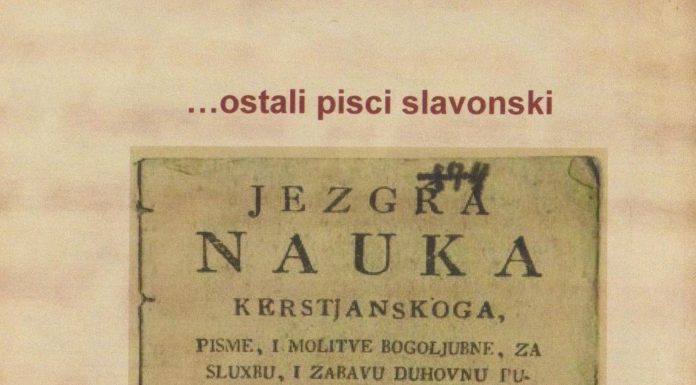 ...ostali pisci slavonski
JEZGRA
NAUKA
KERSTJANSKOGA,
PISME, I MOLITVE BOGOLJUBNE, ZA
SLUXBU, I ZABAVU DUHOVNU PU-